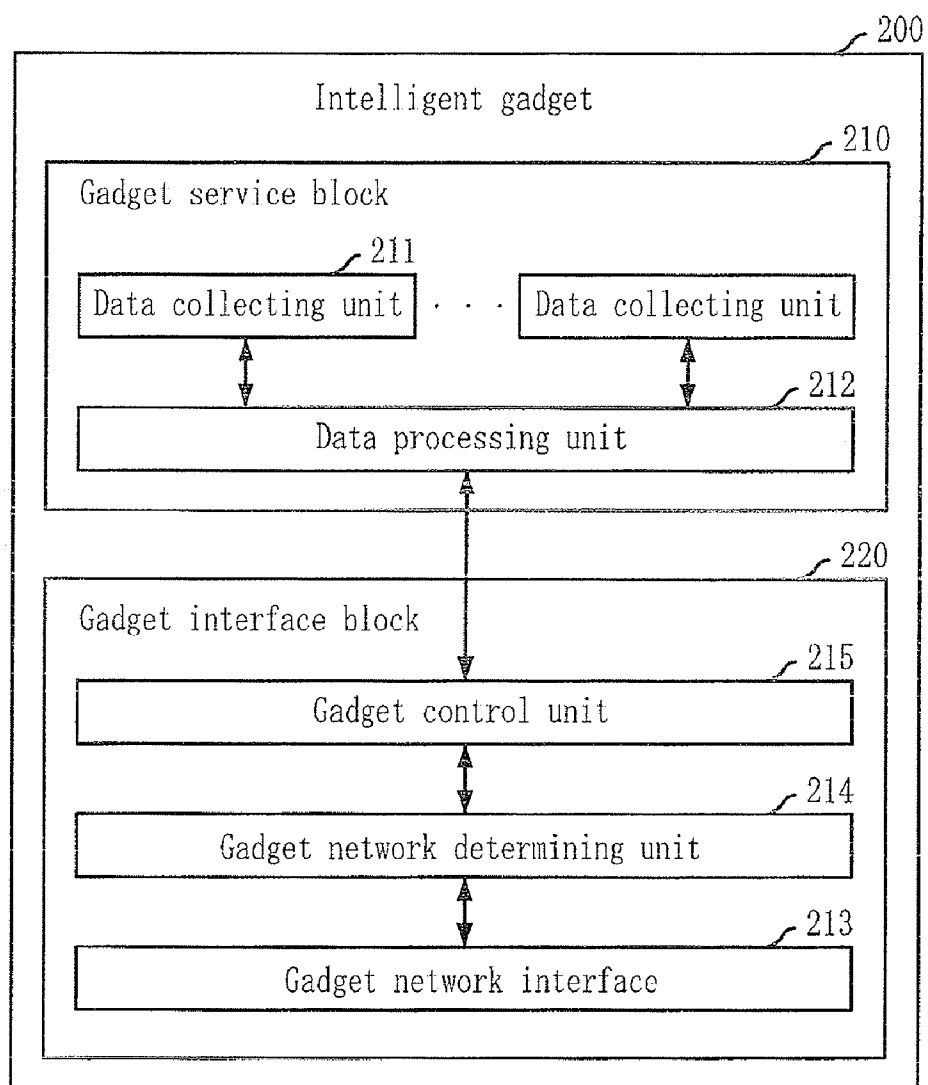 200
Intelligent gadget
210
Gadget service block
211
Data collecting unit · · · Data collecting unit
212
Data processing unit
220
Gadget interface block
215
Gadget control unit
214
Gadget network determining unit
213
Gadget network interface